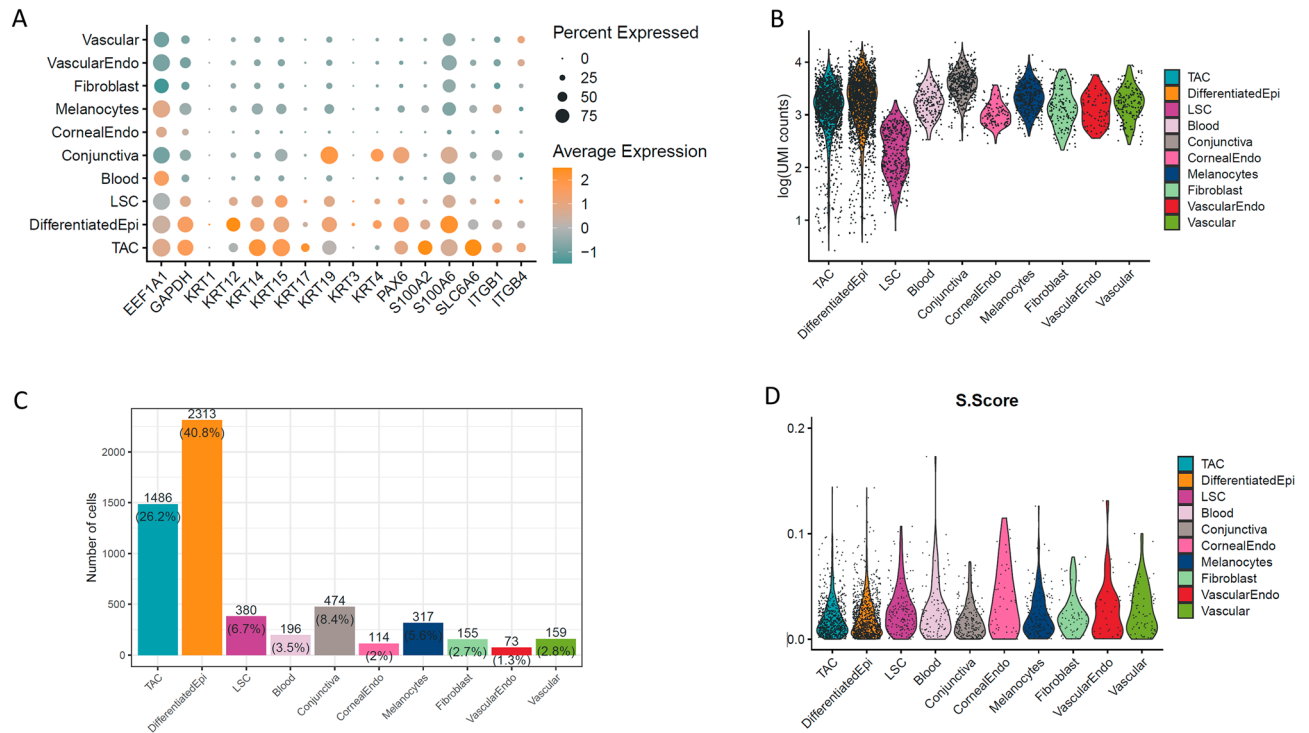 A
Vascular
VascularEndo
Fibroblast
Melanocytes
CornealEndo
Conjunctiva
Blood
LSC
DifferentiatedEpi
TAC
EEF1A1
GAPDH
KRT1
KRT12
KRT14
KRT15
KRT17
KRT19
KRT3
KRT4
PAX6
S100A2
S100A6
SLC6A6
ITGB1
ITGB4
Percent Expressed
0
25
50
75
Average Expression
2
1
0
−1
B
log(UMI counts)
4
3
2
1
TAC
DifferentiatedEpi
LSC
Blood
Conjunctiva
CornealEndo
Melanocytes
Fibroblast
VascularEndo
Vascular
TAC
DifferentiatedEpi
LSC
Blood
Conjunctiva
CornealEndo
Melanocytes
Fibroblast
VascularEndo
Vascular
C
Number of cells
2000
1500
1000
500
0
1486
(26.2%)
2313
(40.8%)
380
(6.7%)
196
(3.5%)
474
(8.4%)
114
(2%)
317
(5.6%)
155
(2.7%)
73
(1.3%)
159
(2.8%)
TAC
DifferentiatedEpi
LSC
Blood
Conjunctiva
CornealEndo
Melanocytes
Fibroblast
VascularEndo
Vascular
D
S.Score
0.2
0.1
0.0
TAC
DifferentiatedEpi
LSC
Blood
Conjunctiva
CornealEndo
Melanocytes
Fibroblast
VascularEndo
Vascular
TAC
DifferentiatedEpi
LSC
Blood
Conjunctiva
CornealEndo
Melanocytes
Fibroblast
VascularEndo
Vascular